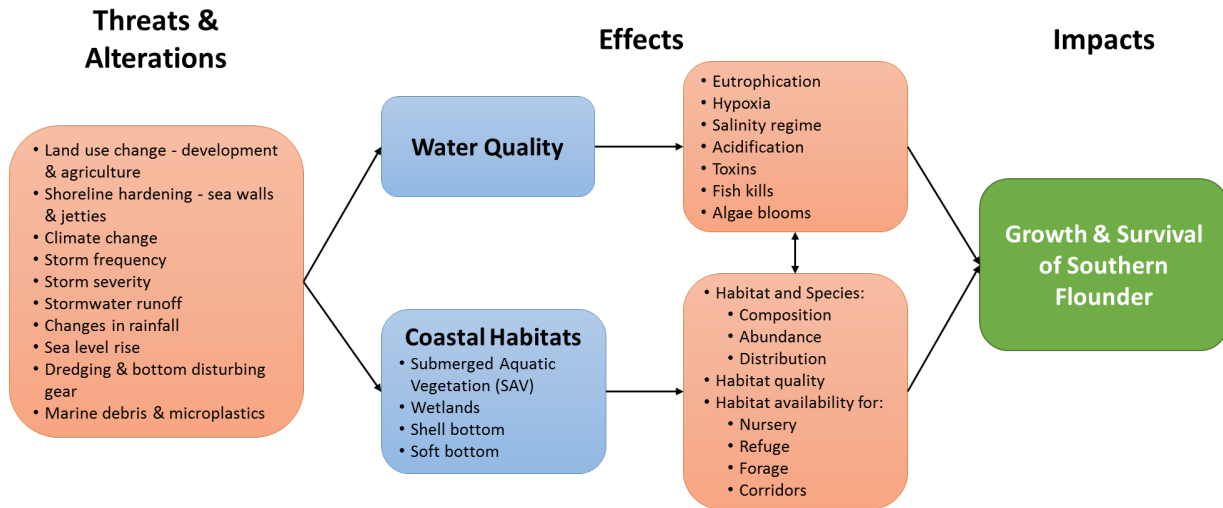 Threats &
Alterations
Effects
Impacts
• Land use change - development
& agriculture
• Shoreline hardening - sea walls
& jetties
• Climate change
• Storm frequency
• Storm severity
• Stormwater runoff
• Changes in rainfall
• Sea level rise
• Dredging & bottom disturbing
gear
• Marine debris & microplastics
Water Quality
Coastal Habitats
• Submerged Aquatic
Vegetation (SAV)
• Wetlands
• Shell bottom
• Soft bottom
• Eutrophication
• Hypoxia
• Salinity regime
• Acidification
• Toxins
• Fish kills
• Algae blooms
• Habitat and Species:
• Composition
• Abundance
• Distribution
• Habitat quality
• Habitat availability for:
• Nursery
• Refuge
• Forage
• Corridors
Growth & Survival
of Southern
Flounder